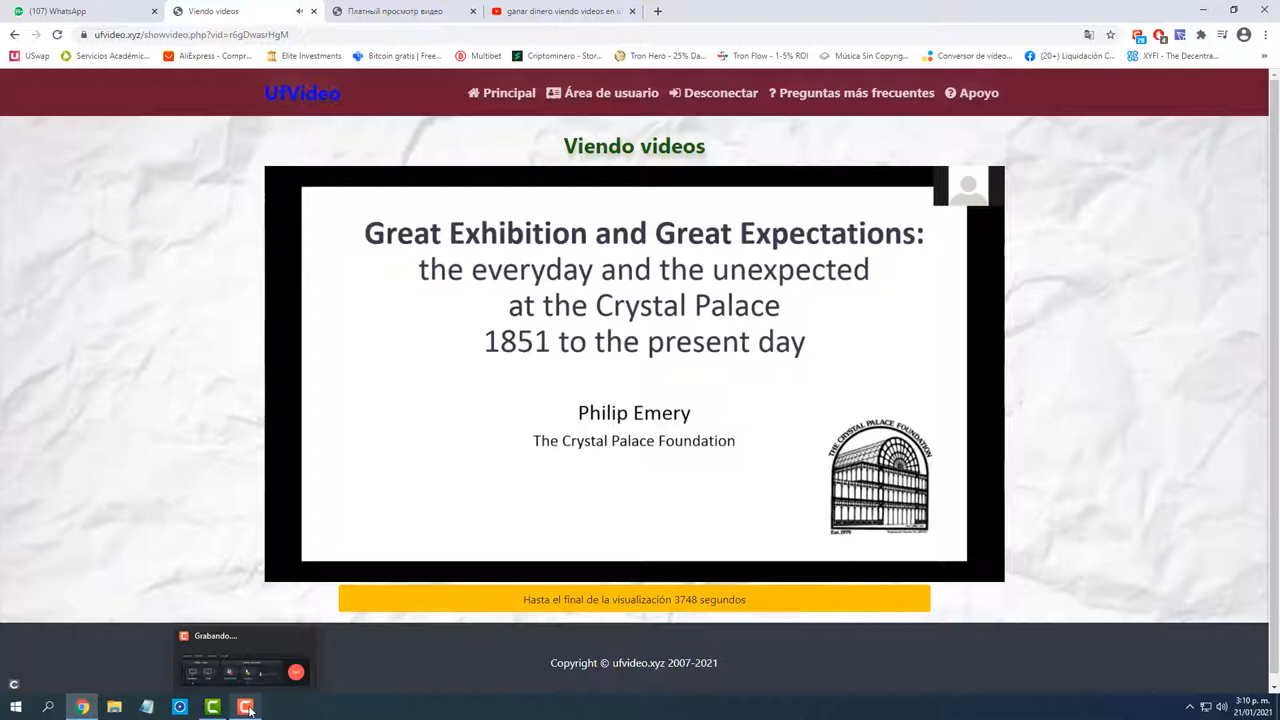 (107) WhatsApp
Viendo videos
Платный просмотр видео
ganar dinero viendo videos en u
ufvideo.xyz/showvideo.php?vid=r6gDwasrHgM
USwap
Servicios Académic...
AliExpress - Compr...
Elite Investments
Bitcoin gratis | Free...
Multibet
Criptominero - Stor...
Tron Hero - 25% Da...
Tron Flow - 1-5% ROI
Música Sin Copyrig...
Conversor de vídeo...
(20+) Liquidación C...
XYFI - The Decentra...
UfVideo
Principal
Área de usuario
Desconectar
? Preguntas más frecuentes
Apoyo
Viendo videos
Great Exhibition and Great Expectations:
the everyday and the unexpected
at the Crystal Palace
1851 to the present day
Philip Emery
The Crystal Palace Foundation
THE CRYSTAL PALACE FOUNDATION
Est. 1979
Hasta el final de la visualización 3748 segundos
Grabando....
Copyright © ufvideo.xyz 2007-2021
3:10 p. m.
21/01/2021